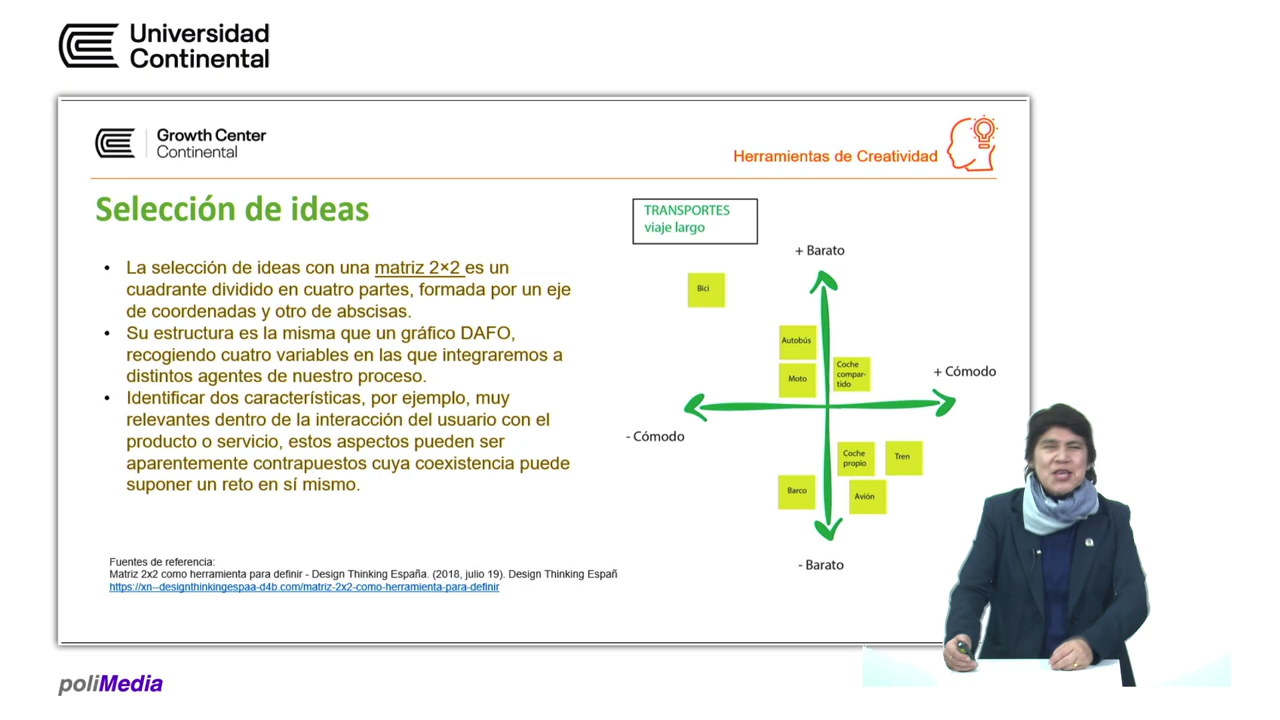 Universidad
Continental
Growth Center
Continental
Herramientas de Creatividad
Selección de ideas
• La selección de ideas con una matriz 2×2 es un
cuadrante dividido en cuatro partes, formada por un eje
de coordenadas y otro de abscisas.
• Su estructura es la misma que un gráfico DAFO,
recogiendo cuatro variables en las que integraremos a
distintos agentes de nuestro proceso.
• Identificar dos características, por ejemplo, muy
relevantes dentro de la interacción del usuario con el
producto o servicio, estos aspectos pueden ser
aparentemente contrapuestos cuya coexistencia puede
suponer un reto en sí mismo.
Fuentes de referencia:
Matriz 2x2 como herramienta para definir - Design Thinking España. (2018, julio 19). Design Thinking Españ
https://xn--designthinkingespaa-d4b.com/matriz-2x2-como-herramienta-para-definir
TRANSPORTES
viaje largo
+ Barato
Bici
Autobús
Moto
Coche
compar-
tido
+ Cómodo
- Cómodo
Coche
propio
Tren
Barco
Avión
- Barato
poliMedia